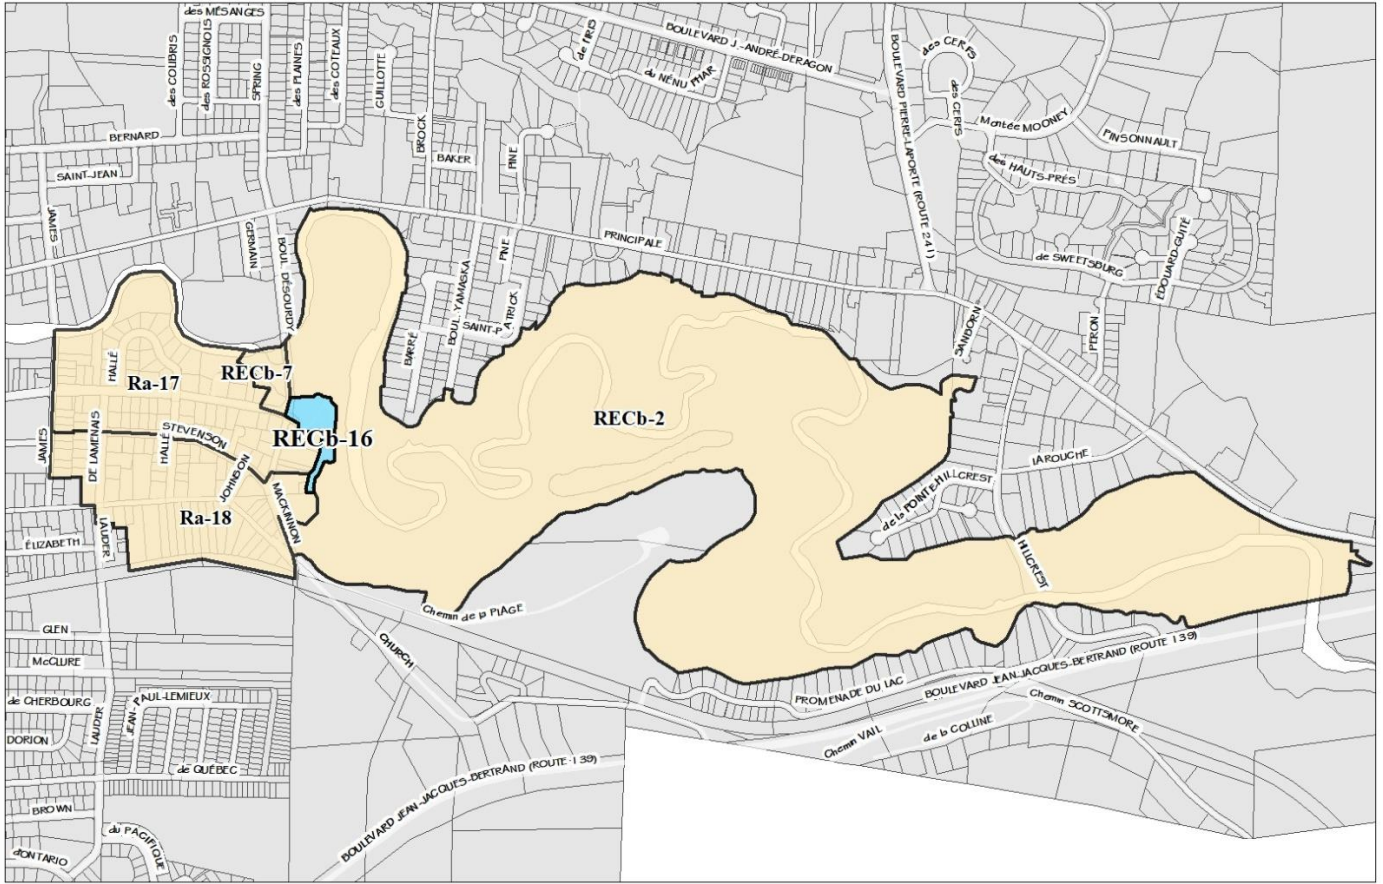 des MÉSANGES
des COLIBRIS
des ROSSIGNOLS
SPRING
des PLAINES
des COTEAUX
GUILLOTTE
BROCK
BAKER
PINE
de l'IRIS
BOULEVARD J.-ANDRÉ-DERAGON
du NÉNUPHAR
BOULEVARD PIERRE-LAPORTE (ROUTE 241)
des CERFS
des CERFS
Montée MOONEY
PINSONNAULT
des HAUTS-PRÉS
BERNARD
SAINT-JEAN
JAMES
GERMAIN
BOUL. DÉSOURDY
PRINCIPALE
PINE
BOUL. YAMASKA
SAINT-PATRICK
BARRÉ
de SWEETSBURG
ÉDOUARD-GUITÉ
SANBORN
PERON
HALLÉ
Ra-17
RECb-7
RECb-2
RECb-16
STEVENSON
HALLÉ
DE LAMENAIS
JAMES
JOHNSON
MACKINNON
Ra-18
LAROUCHE
de la POINTE-HILLCREST
HILLCREST
ÉLIZABETH
LAUDER
Chemin de la PLAGE
CHURCH
GLEN
McCLURE
de CHERBOURG
JEAN-PAUL-LEMIEUX
LAUDER
DORION
de QUÉBEC
BROWN
du PACIFIQUE
d'ONTARIO
BOULEVARD JEAN-JACQUES-BERTRAND (ROUTE 139)
PROMENADE DU LAC
BOULEVARD JEAN-JACQUES-BERTRAND (ROUTE 139)
Chemin VAIL
de la COLLINE
Chemin SCOTTSMORE